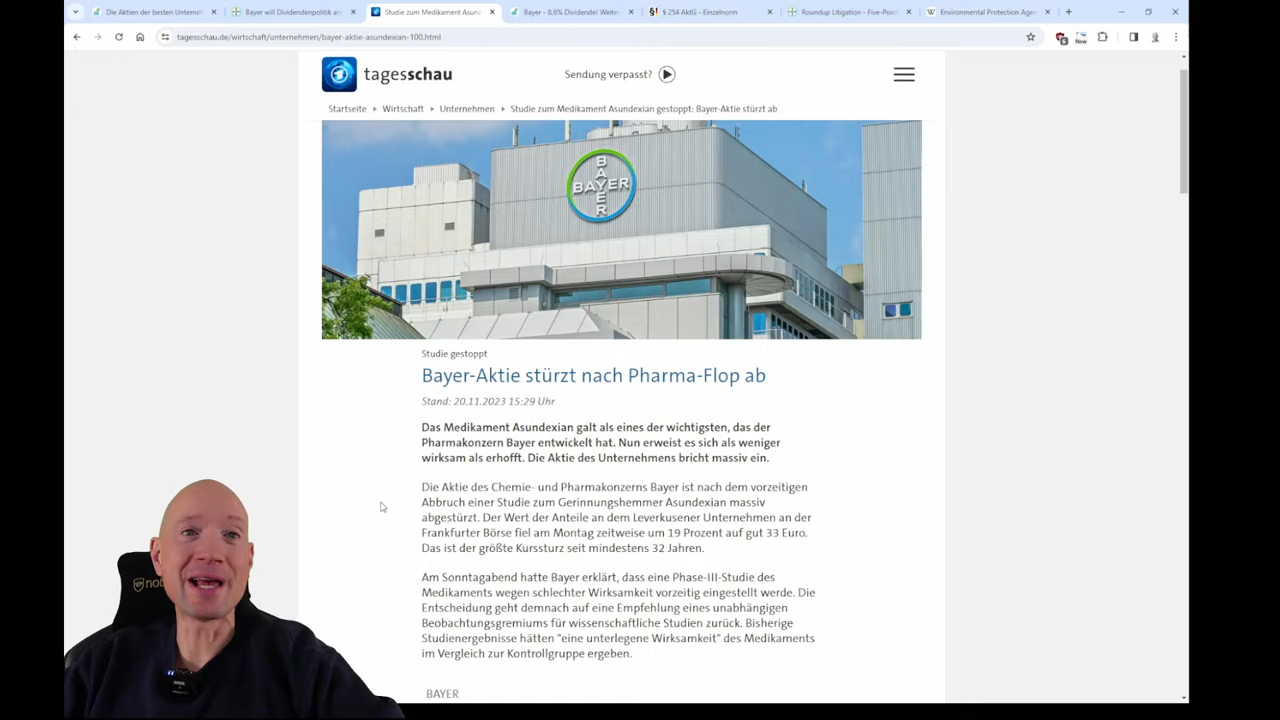 Die Aktien der besten Unterneh
Bayer will Dividendenpolitik an
Studie zum Medikament Asund
Bayer - 8,6% Dividende! Weiter
§ 254 AktG - Einzelnorm
Roundup Litigation - Five-Point
Environmental Protection Agen
tagesschau.de/wirtschaft/unternehmen/bayer-aktie-asundexian-100.html
New
tagesschau
Sendung verpasst?
Startseite
Wirtschaft
Unternehmen
Studie zum Medikament Asundexian gestoppt: Bayer-Aktie stürzt ab
BAYER
BAYER
Studie gestoppt
Bayer-Aktie stürzt nach Pharma-Flop ab
Stand: 20.11.2023 15:29 Uhr
Das Medikament Asundexian galt als eines der wichtigsten, das der
Pharmakonzern Bayer entwickelt hat. Nun erweist es sich als weniger
wirksam als erhofft. Die Aktie des Unternehmens bricht massiv ein.
Die Aktie des Chemie- und Pharmakonzerns Bayer ist nach dem vorzeitigen
Abbruch einer Studie zum Gerinnungshemmer Asundexian massiv
abgestürzt. Der Wert der Anteile an dem Leverkusener Unternehmen an der
Frankfurter Börse fiel am Montag zeitweise um 19 Prozent auf gut 33 Euro.
Das ist der größte Kurssturz seit mindestens 32 Jahren.
Am Sonntagabend hatte Bayer erklärt, dass eine Phase-III-Studie des
Medikaments wegen schlechter Wirksamkeit vorzeitig eingestellt werde. Die
Entscheidung geht demnach auf eine Empfehlung eines unabhängigen
Beobachtungsgremiums für wissenschaftliche Studien zurück. Bisherige
Studienergebnisse hätten "eine unterlegene Wirksamkeit" des Medikaments
im Vergleich zur Kontrollgruppe ergeben.
BAYER